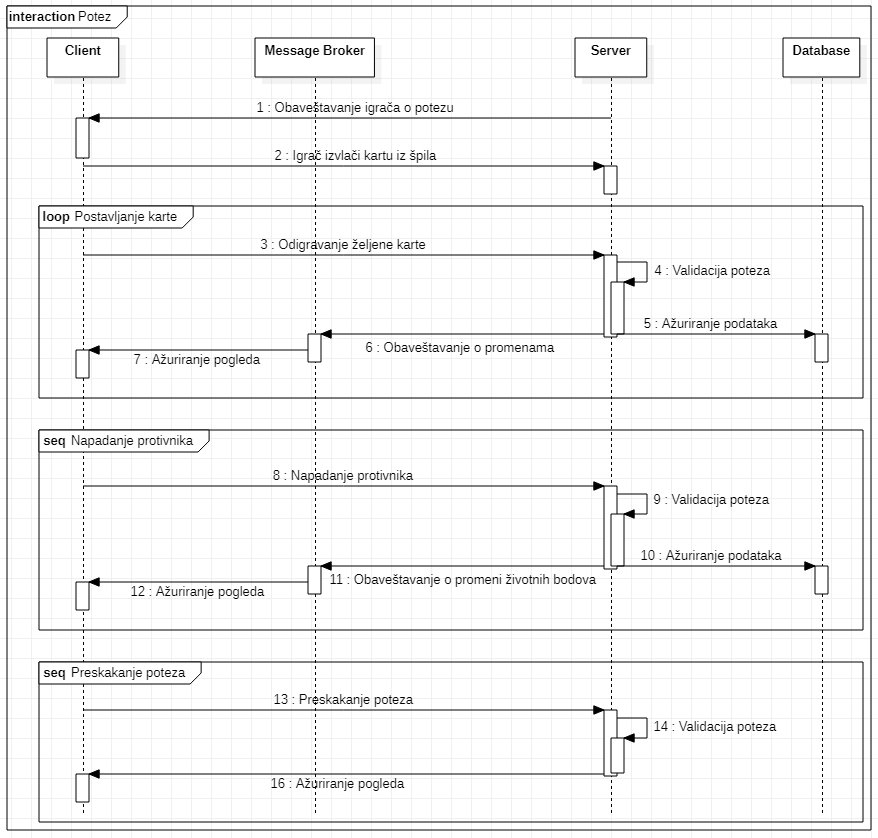 interaction Potez
Client
Message Broker
Server
Database
1 : Obaveštavanje igrača o potezu
2 : Igrač izvlači kartu iz špila
loop Postavljanje karte
3 : Odigravanje željene karte
4 : Validacija poteza
5 : Ažuriranje podataka
6 : Obaveštavanje o promenama
7 : Ažuriranje pogleda
seq Napadanje protivnika
8 : Napadanje protivnika
9 : Validacija poteza
10 : Ažuriranje podataka
11 : Obaveštavanje o promeni životnih bodova
12 : Ažuriranje pogleda
seq Preskakanje poteza
13 : Preskakanje poteza
14 : Validacija poteza
16 : Ažuriranje pogleda